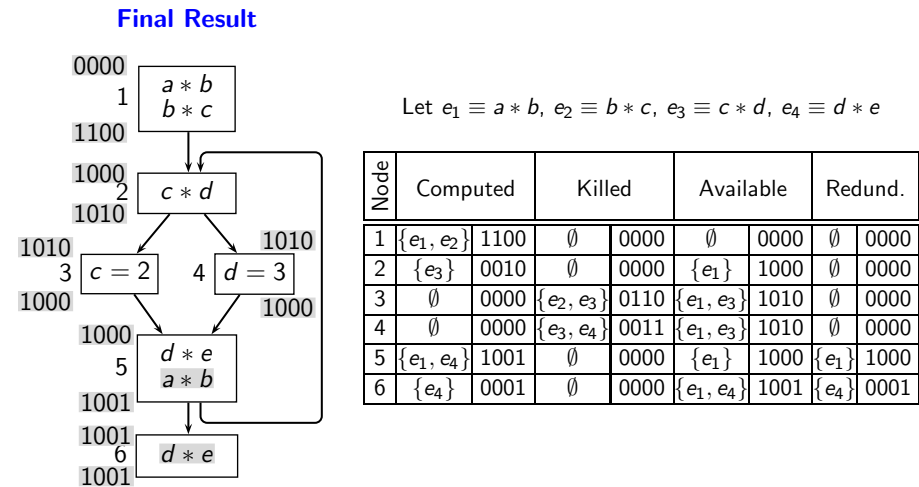 Final Result
0000
1
a ∗ b
b ∗ c
1100
1000
2
c ∗ d
1010
1010
3
c = 2
1000
1010
4
d = 3
1000
1000
5
d ∗ e
a ∗ b
1001
1001
6
d ∗ e
1001
Let e₁ ≡ a ∗ b, e₂ ≡ b ∗ c, e₃ ≡ c ∗ d, e₄ ≡ d ∗ e
Node Computed Killed Available Redund.
1 {e₁, e₂} 1100 ∅ 0000 ∅ 0000 ∅ 0000
2 {e₃} 0010 ∅ 0000 {e₁} 1000 ∅ 0000
3 ∅ 0000 {e₂, e₃} 0110 {e₁, e₃} 1010 ∅ 0000
4 ∅ 0000 {e₃, e₄} 0011 {e₁, e₃} 1010 ∅ 0000
5 {e₁, e₄} 1001 ∅ 0000 {e₁} 1000 {e₁} 1000
6 {e₄} 0001 ∅ 0000 {e₁, e₄} 1001 {e₄} 0001